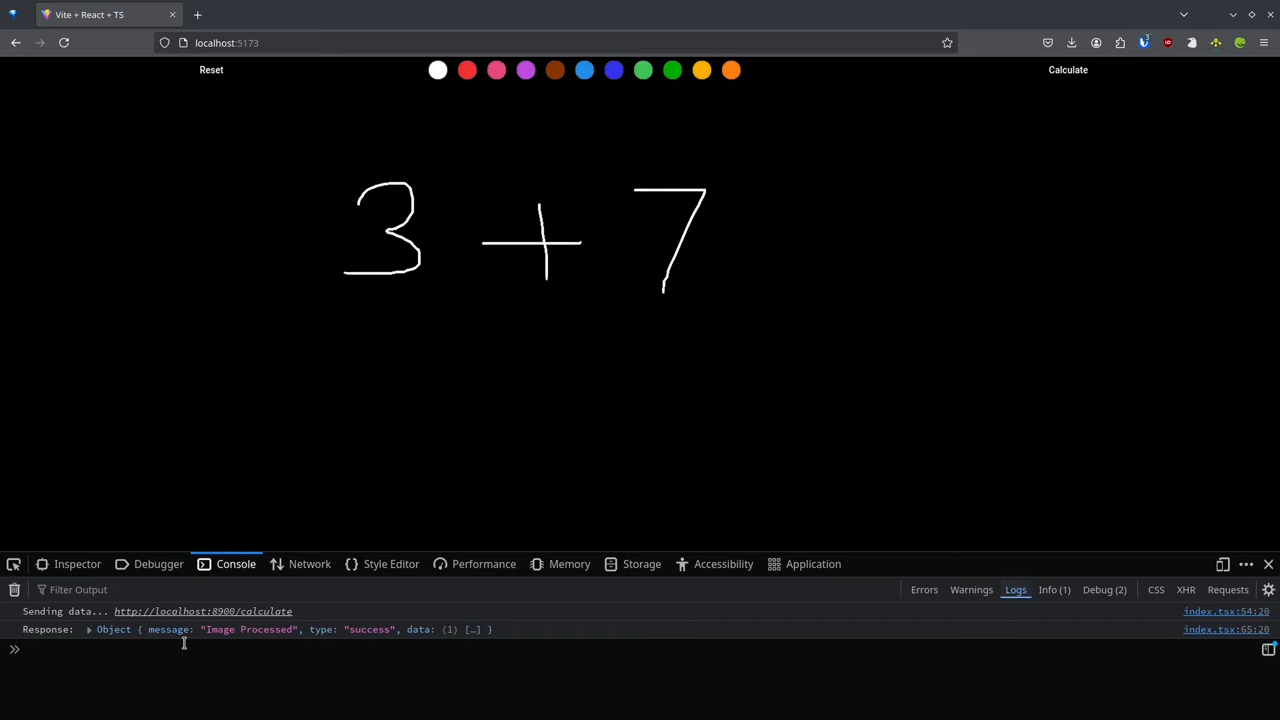 Vite + React + TS
localhost:5173
3
Reset
Calculate
3 + 7
Inspector Debugger Console Network Style Editor Performance Memory Storage Accessibility Application
Filter Output
Errors Warnings Logs Info (1) Debug (2) CSS XHR Requests
Sending data... http://localhost:8900/calculate index.tsx:54:20
Response: Object { message: "Image Processed", type: "success", data: (1) […] } index.tsx:65:20